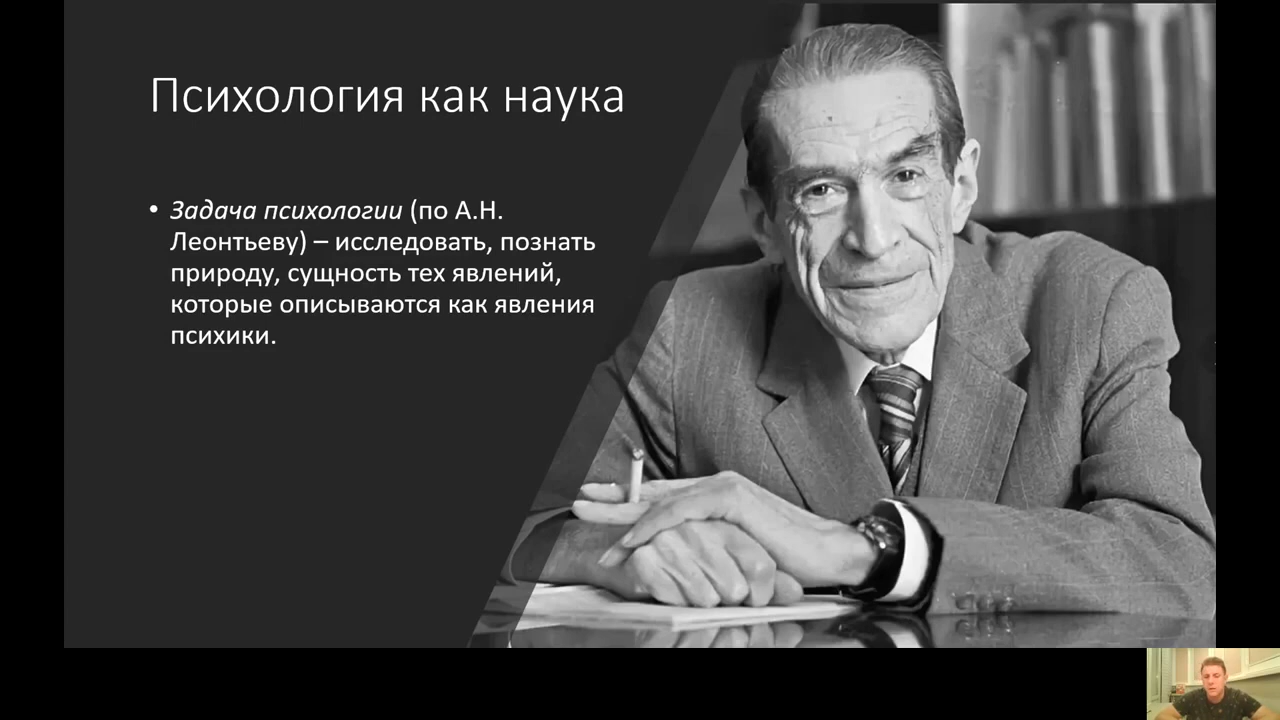 Психология как наука
• Задача психологии (по А.Н.
Леонтьеву) – исследовать, познать
природу, сущность тех явлений,
которые описываются как явления
психики.